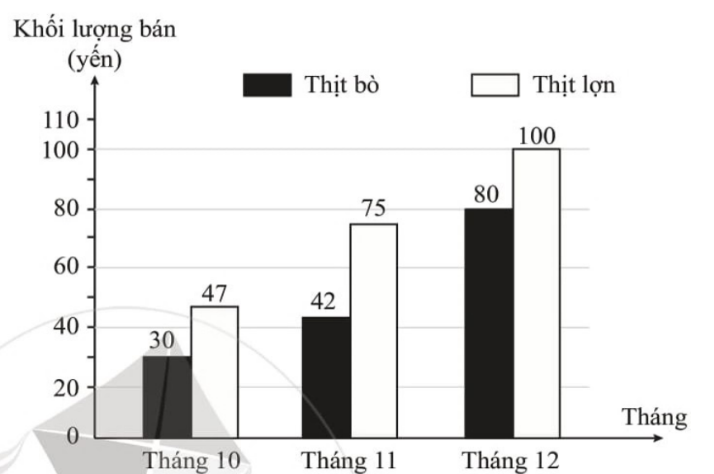 Khối lượng bán
(yến)
Thịt bò
Thịt lợn
110
100
80
60
40
20
0
30
47
42
75
80
100
Tháng 10
Tháng 11
Tháng 12
Tháng